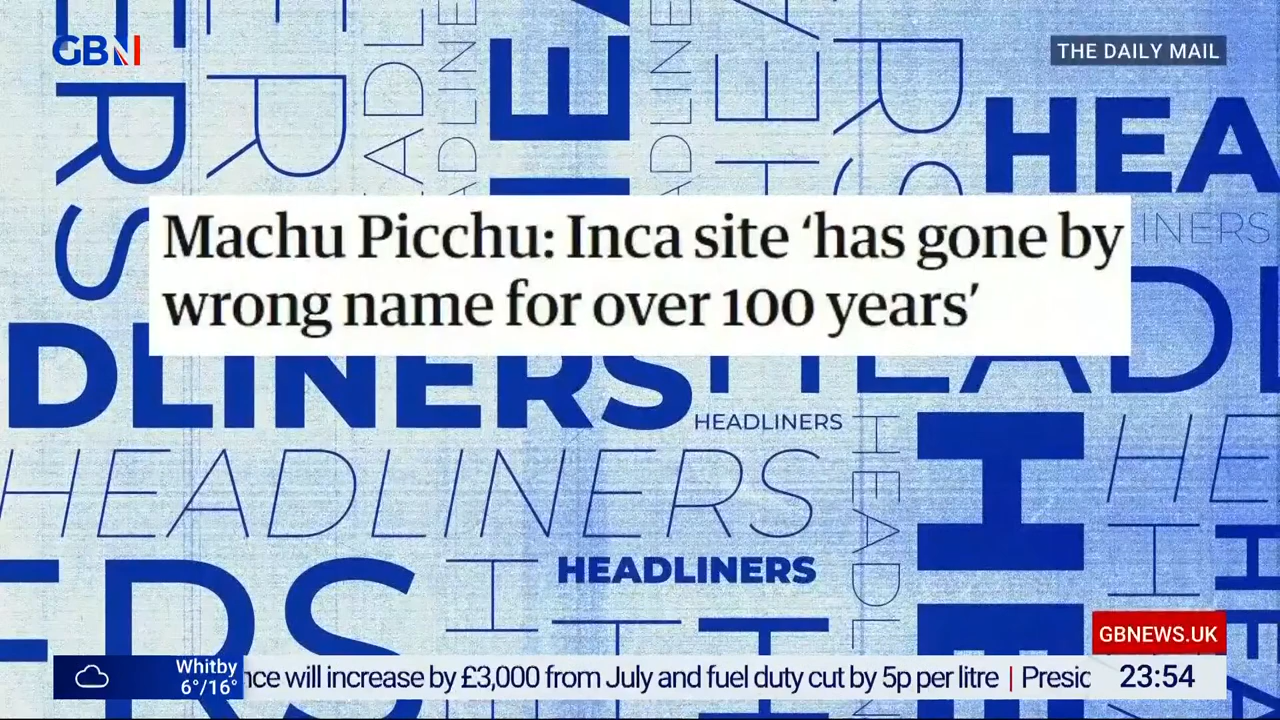 GBN
THE DAILY MAIL
HEADLINERS
Machu Picchu: Inca site ‘has gone by
wrong name for over 100 years’
HEADLINERS
HEADLINERS
HEADLINERS
GBNEWS.UK
Whitby
6°/16°
nce will increase by £3,000 from July and fuel duty cut by 5p per litre | Presic
23:54